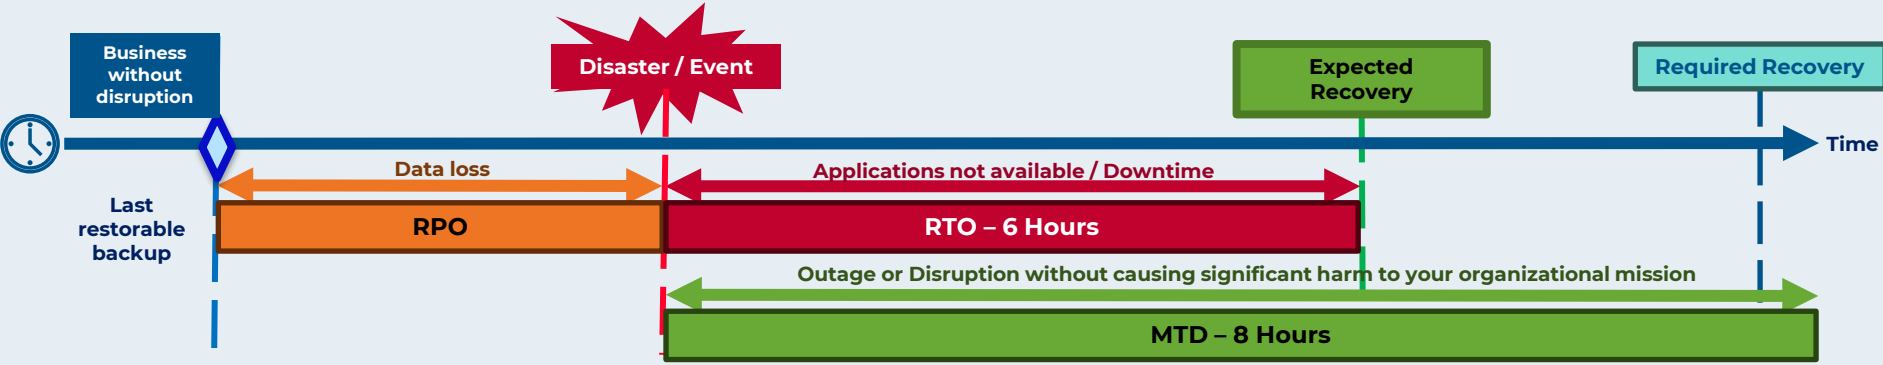 Business
without
disruption
Disaster / Event
Expected
Recovery
Required Recovery
Time
Data loss
Applications not available / Downtime
Last
restorable
backup
RPO
RTO – 6 Hours
Outage or Disruption without causing significant harm to your organizational mission
MTD – 8 Hours